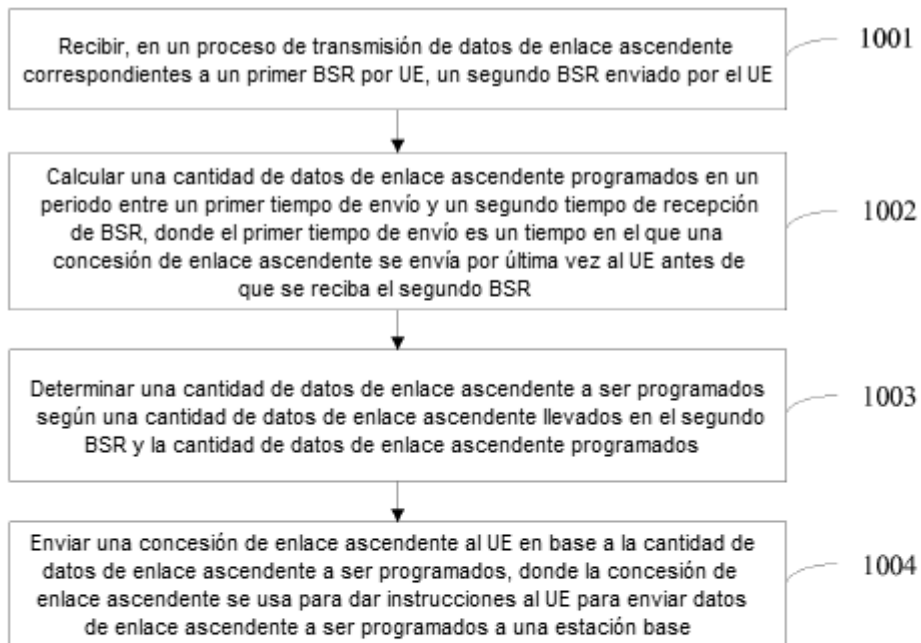 Recibir, en un proceso de transmisión de datos de enlace ascendente
correspondientes a un primer BSR por UE, un segundo BSR enviado por el UE
1001
Calcular una cantidad de datos de enlace ascendente programados en un
periodo entre un primer tiempo de envío y un segundo tiempo de recepción
de BSR, donde el primer tiempo de envío es un tiempo en el que una
concesión de enlace ascendente se envía por última vez al UE antes de
que se reciba el segundo BSR
1002
Determinar una cantidad de datos de enlace ascendente a ser programados
según una cantidad de datos de enlace ascendente llevados en el segundo
BSR y la cantidad de datos de enlace ascendente programados
1003
Enviar una concesión de enlace ascendente al UE en base a la cantidad de
datos de enlace ascendente a ser programados, donde la concesión de
enlace ascendente se usa para dar instrucciones al UE para enviar datos
de enlace ascendente a ser programados a una estación base
1004